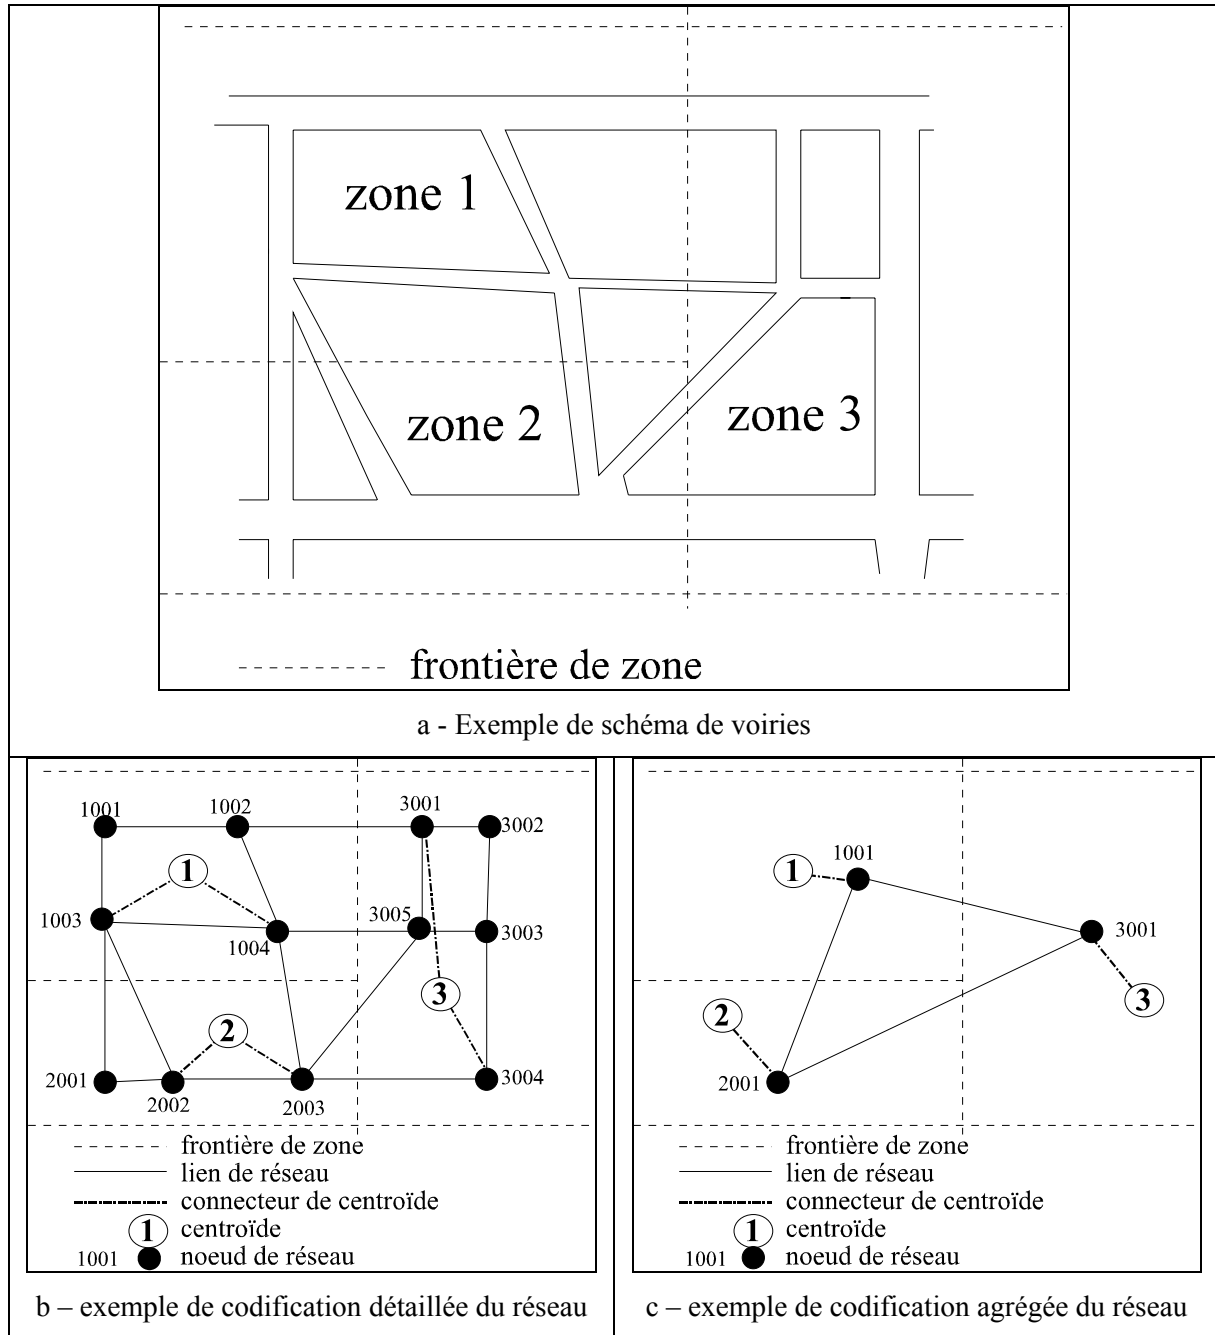 zone 1
zone 2
zone 3
frontière de zone
a - Exemple de schéma de voiries
1001
1002
3001
3002
1
1003
1004
3005
3003
3
2
2001
2002
2003
3004
frontière de zone
lien de réseau
connecteur de centroïde
1 centroïde
1001 noeud de réseau
b – exemple de codification détaillée du réseau
1001
1
3001
3
2
2001
frontière de zone
lien de réseau
connecteur de centroïde
1 centroïde
1001 noeud de réseau
c – exemple de codification agrégée du réseau